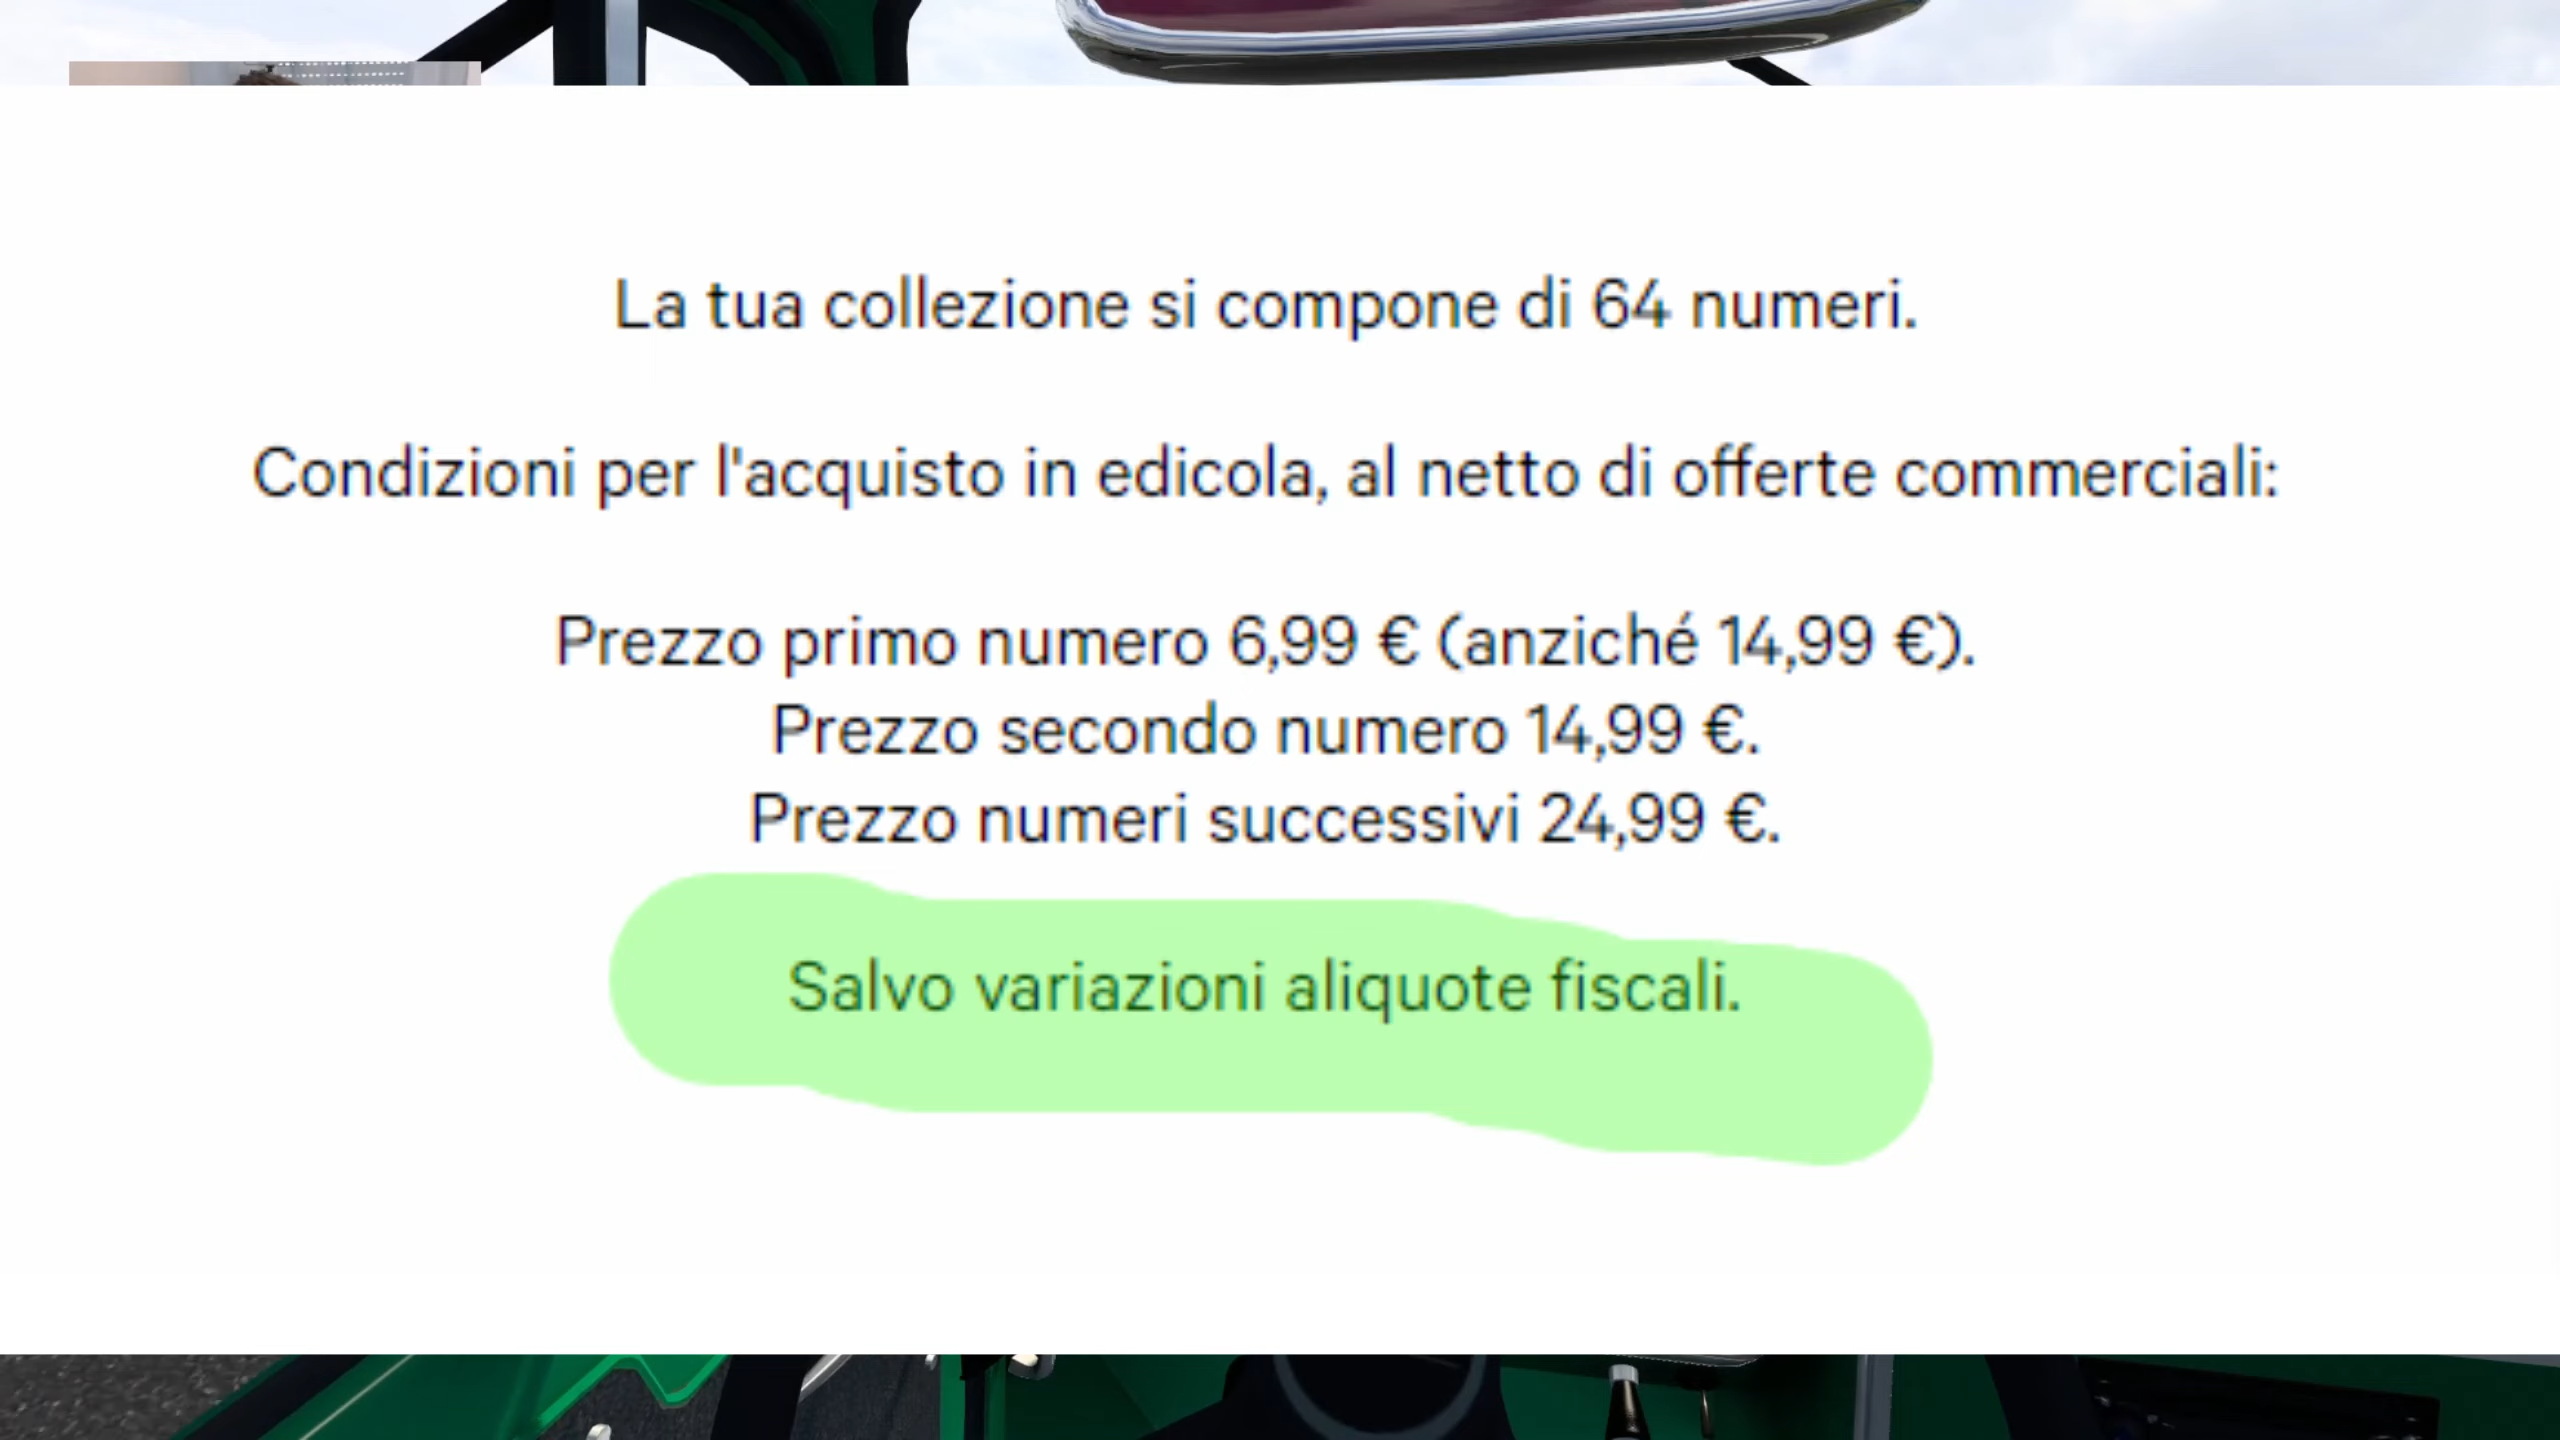 La tua collezione si compone di 64 numeri.
Condizioni per l'acquisto in edicola, al netto di offerte commerciali:
Prezzo primo numero 6,99 € (anziché 14,99 €).
Prezzo secondo numero 14,99 €.
Prezzo numeri successivi 24,99 €.
Salvo variazioni aliquote fiscali.